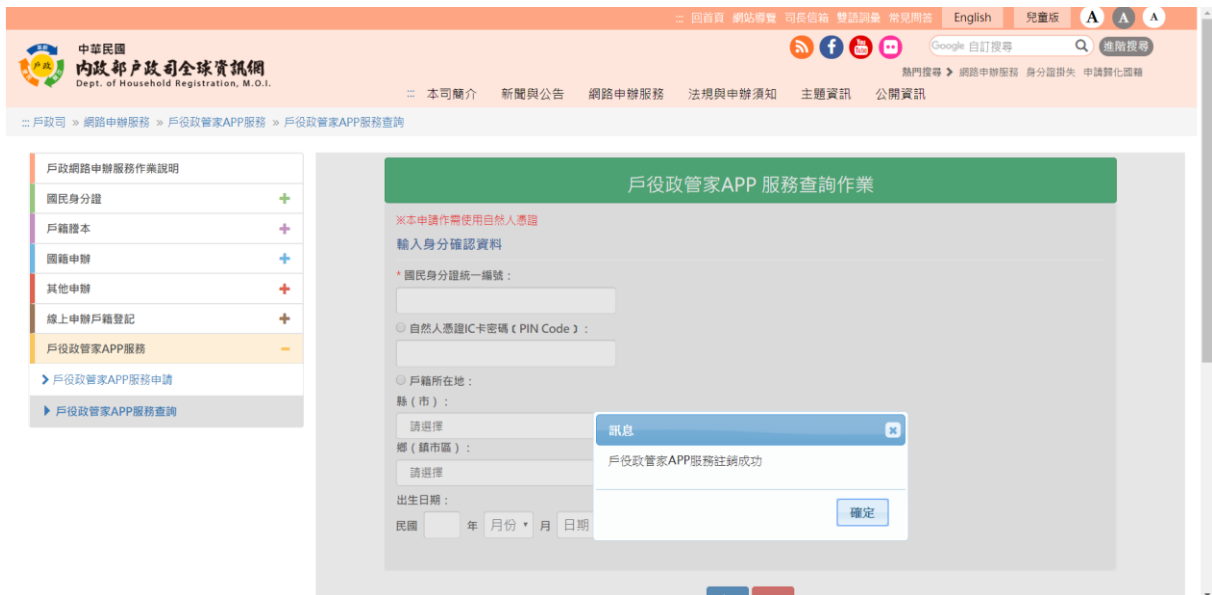 ::: 回首頁 網站導覽 司長信箱 雙語詞彙 常見問答 English 兒童版 A A A
戶政
中華民國
內政部戶政司全球資訊網
Dept. of Household Registration, M.O.I.
You Tube
Google 自訂搜尋 進階搜尋
熱門搜尋 網路申辦服務 身分證掛失 申請歸化國籍
::: 本司簡介 新聞與公告 網路申辦服務 法規與申辦須知 主題資訊 公開資訊
::: 戶政司 » 網路申辦服務 » 戶役政管家APP服務 » 戶役政管家APP服務查詢
戶政網路申辦服務作業說明
國民身分證 +
戶籍謄本 +
國籍申辦 +
其他申辦 +
線上申辦戶籍登記 +
戶役政管家APP服務 −
戶役政管家APP服務申請
戶役政管家APP服務查詢
戶役政管家APP 服務查詢作業
※本申請作需使用自然人憑證
輸入身分確認資料
* 國民身分證統一編號：
自然人憑證IC卡密碼【 PIN Code 】：
戶籍所在地：
縣（市）：
請選擇
鄉（鎮市區）：
請選擇
出生日期：
民國 年 月份 月 日期
訊息
戶役政管家APP服務註銷成功
確定